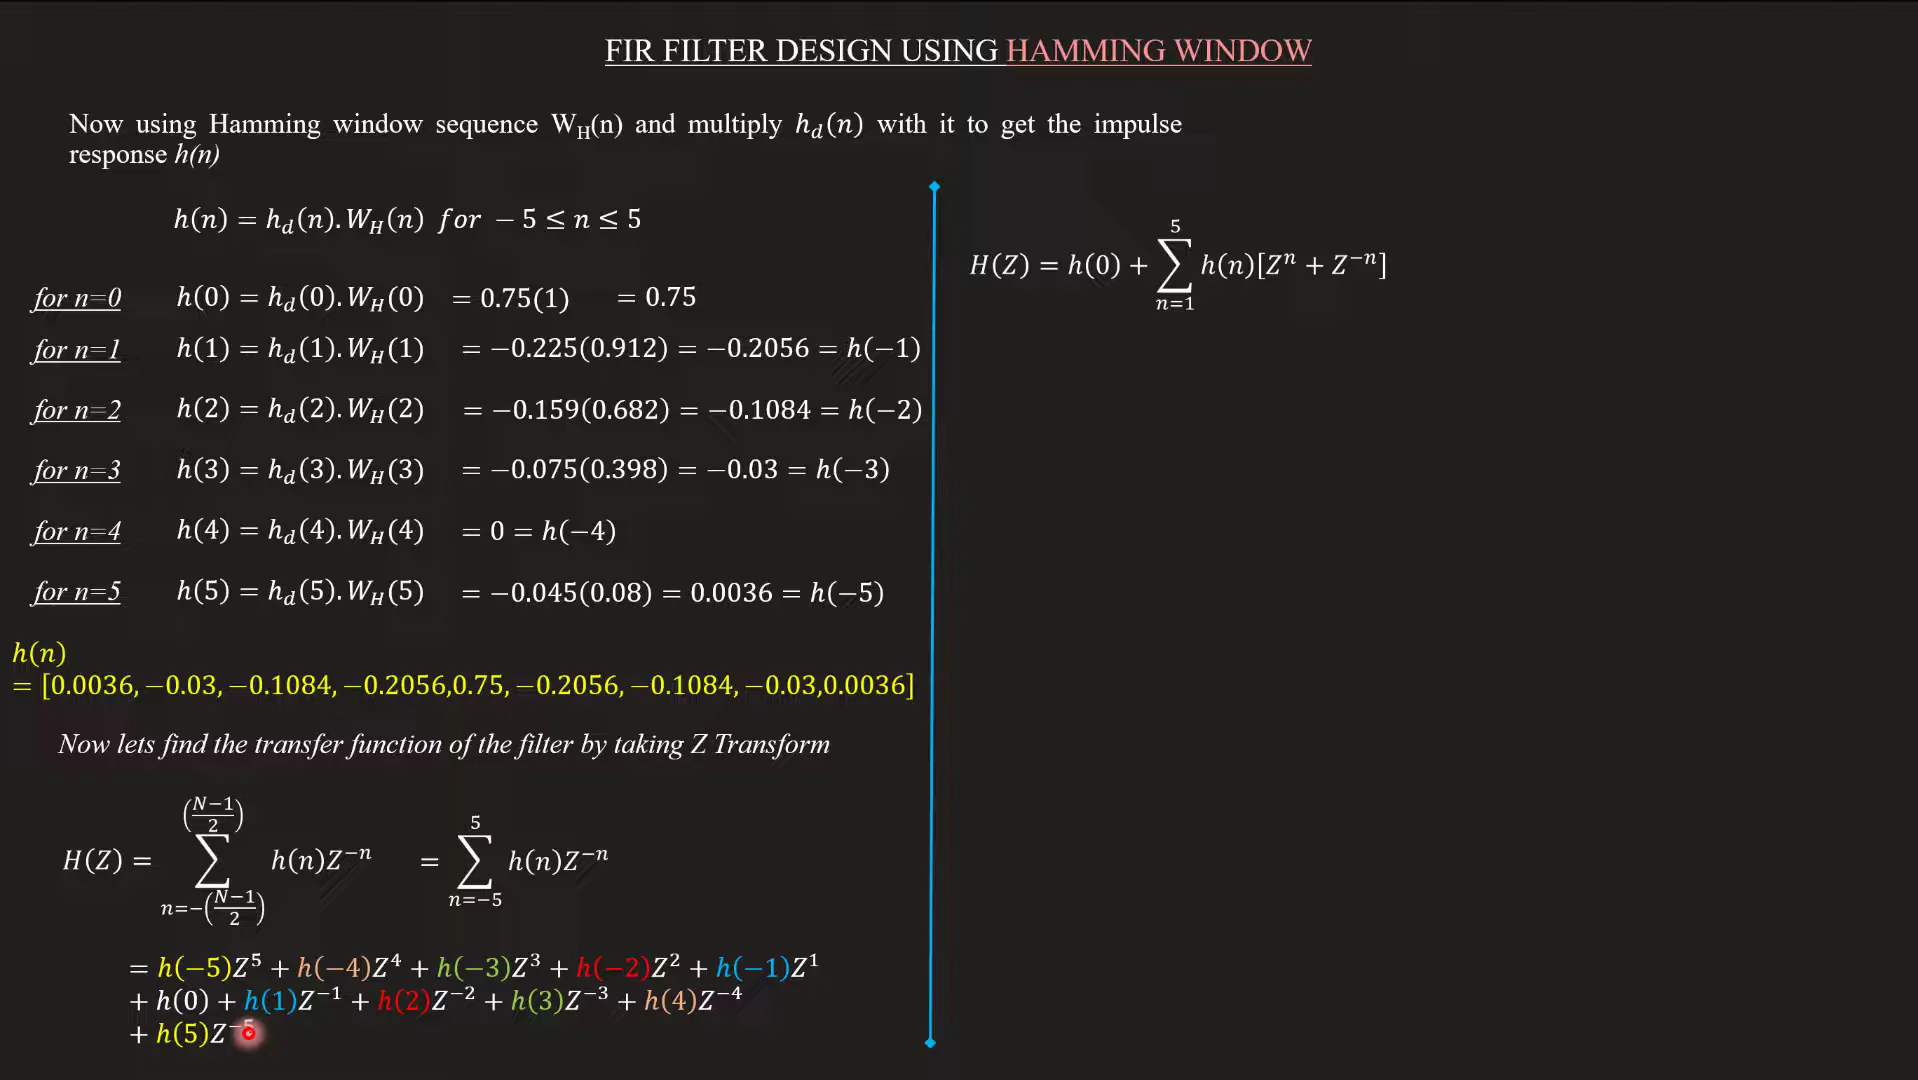 FIR FILTER DESIGN USING HAMMING WINDOW
Now using Hamming window sequence W_H(n) and multiply h_d(n) with it to get the impulse
response h(n)
h(n) = h_d(n).W_H(n) for − 5 ≤ n ≤ 5
for n=0 h(0) = h_d(0).W_H(0) = 0.75(1) = 0.75
for n=1 h(1) = h_d(1).W_H(1) = −0.225(0.912) = −0.2056 = h(−1)
for n=2 h(2) = h_d(2).W_H(2) = −0.159(0.682) = −0.1084 = h(−2)
for n=3 h(3) = h_d(3).W_H(3) = −0.075(0.398) = −0.03 = h(−3)
for n=4 h(4) = h_d(4).W_H(4) = 0 = h(−4)
for n=5 h(5) = h_d(5).W_H(5) = −0.045(0.08) = 0.0036 = h(−5)
h(n)
= [0.0036, −0.03, −0.1084, −0.2056,0.75, −0.2056, −0.1084, −0.03,0.0036]
Now lets find the transfer function of the filter by taking Z Transform
H(Z) = ∑_{n=−((N−1)/2)}^{((N−1)/2)} h(n)Z^{−n} = ∑_{n=−5}^{5} h(n)Z^{−n}
= h(−5)Z^5 + h(−4)Z^4 + h(−3)Z^3 + h(−2)Z^2 + h(−1)Z^1
+ h(0) + h(1)Z^{−1} + h(2)Z^{−2} + h(3)Z^{−3} + h(4)Z^{−4}
+ h(5)Z^{−5}
H(Z) = h(0) + ∑_{n=1}^{5} h(n)[Z^n + Z^{−n}]